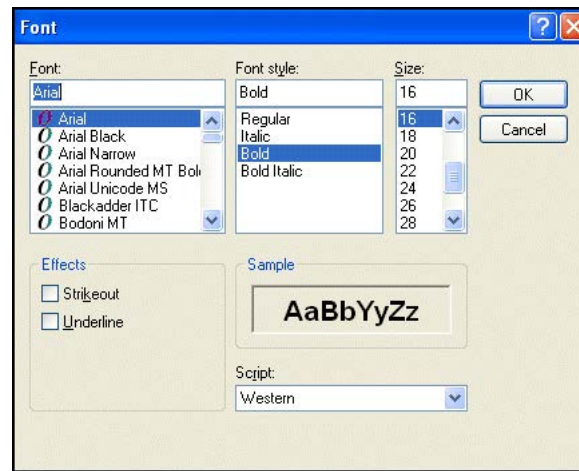 Font
Font:
Arial
Arial
Arial Black
Arial Narrow
Arial Rounded MT Bol
Arial Unicode MS
Blackadder ITC
Bodoni MT
Font style:
Bold
Regular
Italic
Bold
Bold Italic
Size:
16
16
18
20
22
24
26
28
OK
Cancel
Effects
Strikeout
Underline
Sample
AaBbYyZz
Script:
Western